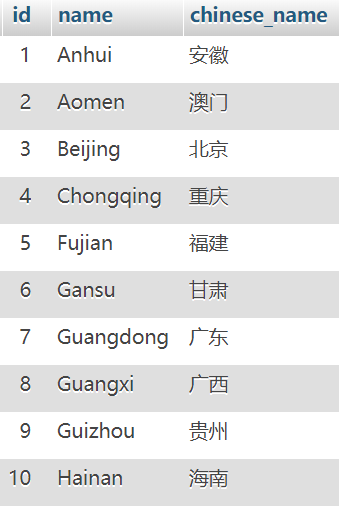 id name chinese_name
1 Anhui 安徽
2 Aomen 澳门
3 Beijing 北京
4 Chongqing 重庆
5 Fujian 福建
6 Gansu 甘肃
7 Guangdong 广东
8 Guangxi 广西
9 Guizhou 贵州
10 Hainan 海南